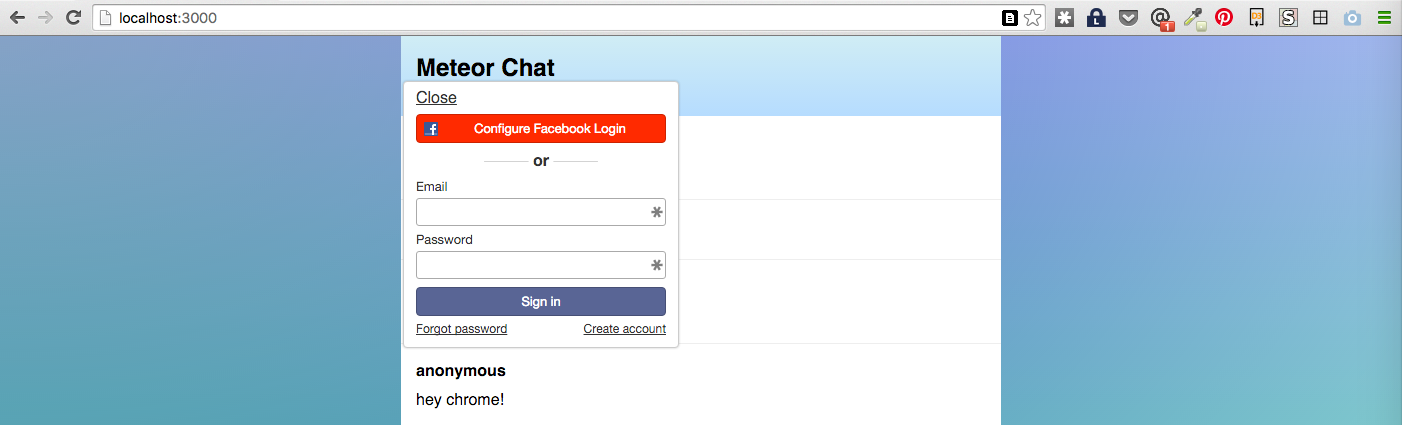 localhost:3000
1
Meteor Chat
Close
Configure Facebook Login
or
Email
Password
Sign in
Forgot password
Create account
anonymous
hey chrome!